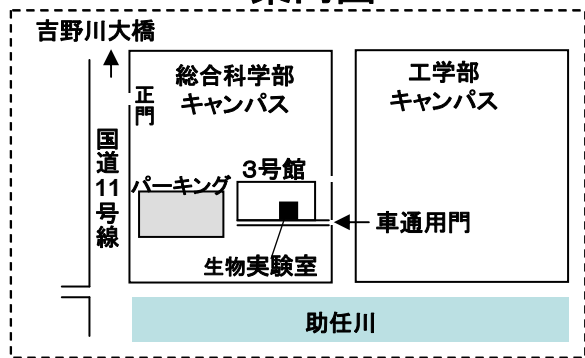 吉野川大橋
正門
総合科学部
キャンパス
工学部
キャンパス
国道11号線
パーキング
3号館
車通用門
生物実験室
助任川